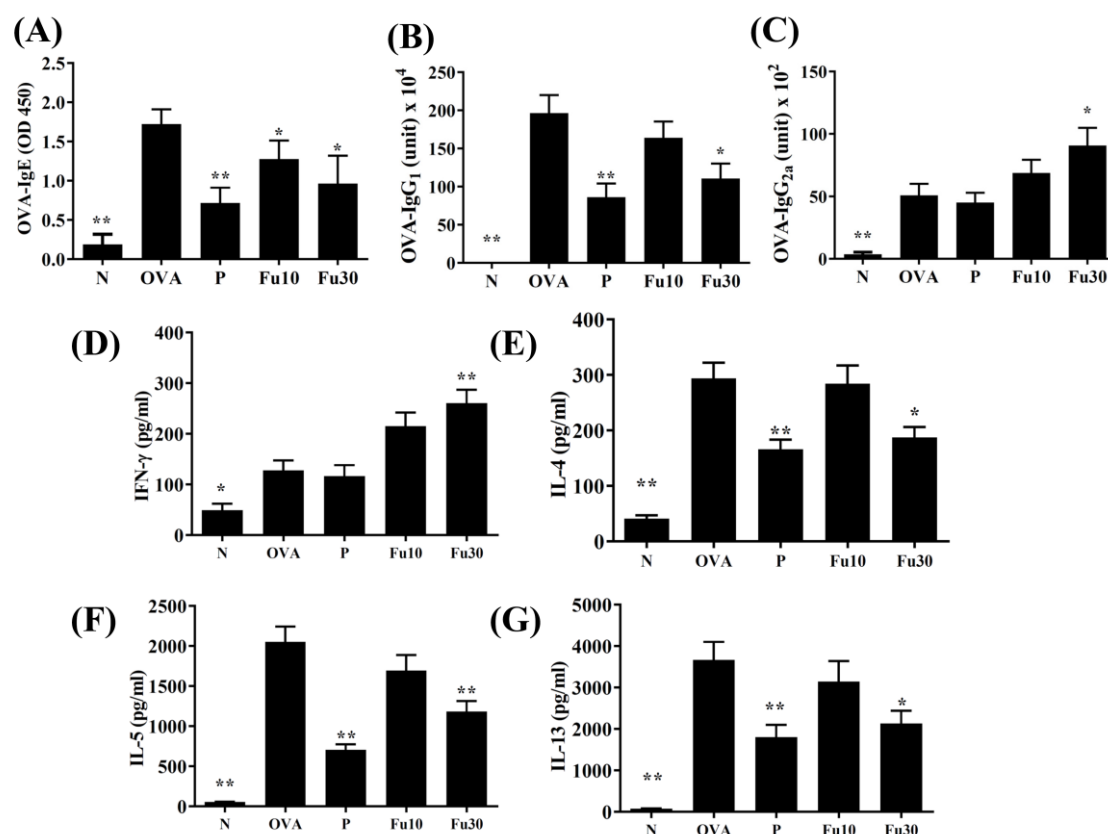 (A)
OVA-IgE (OD 450)
2.5
2.0
1.5
1.0
0.5
0.0
**
**
*
*
N OVA P Fu10 Fu30
(B)
OVA-IgG₁ (unit) x 10⁴
250
200
150
100
50
0
**
**
*
N OVA P Fu10 Fu30
(C)
OVA-IgG₂ₐ (unit) x 10²
150
100
50
0
**
*
N OVA P Fu10 Fu30
(D)
IFN-γ (pg/ml)
400
300
200
100
0
*
**
N OVA P Fu10 Fu30
(E)
IL-4 (pg/ml)
400
300
200
100
0
**
**
*
N OVA P Fu10 Fu30
(F)
IL-5 (pg/ml)
2500
2000
1500
1000
500
0
**
**
**
N OVA P Fu10 Fu30
(G)
IL-13 (pg/ml)
5000
4000
3000
2000
1000
0
**
**
*
N OVA P Fu10 Fu30